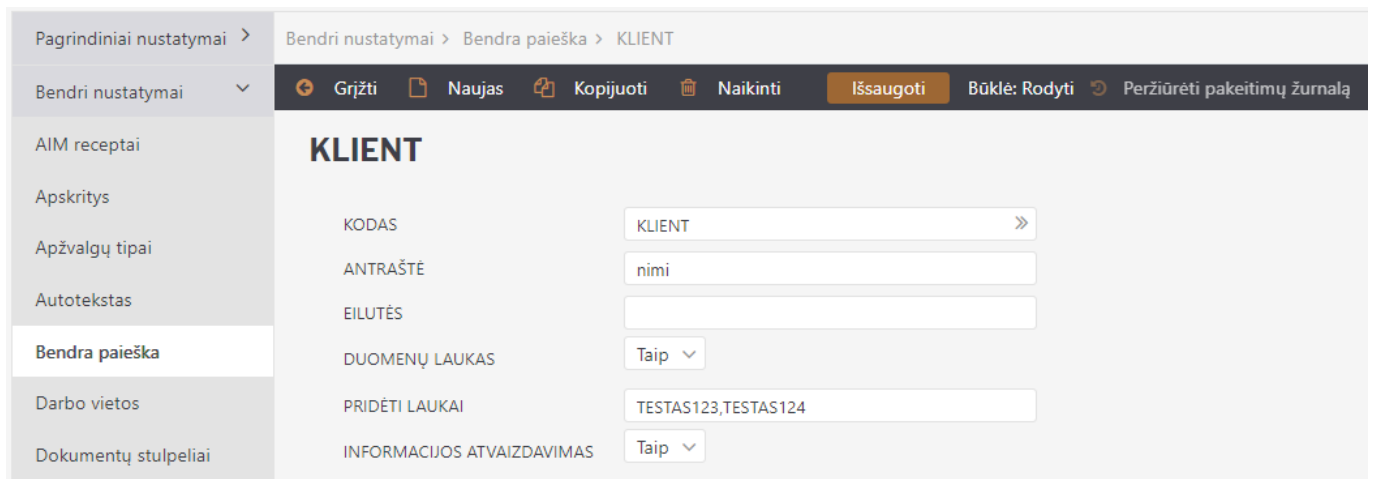 Pagrindiniai nustatymai
Bendri nustatymai > Bendra paieška > KLIENT
Bendri nustatymai
Grįžti Naujas Kopijuoti Naikinti Išsaugoti Būklė: Rodyti Peržiūrėti pakeitimų žurnalą
AIM receptai
Apskritys
Apžvalgų tipai
Autotekstas
Bendra paieška
Darbo vietos
Dokumentų stulpeliai
KLIENT
KODAS KLIENT
ANTRAŠTĖ nimi
EILUTĖS
DUOMENŲ LAUKAS Taip
PRIDĖTI LAUKAI TESTAS123,TESTAS124
INFORMACIJOS ATVAIZDAVIMAS Taip